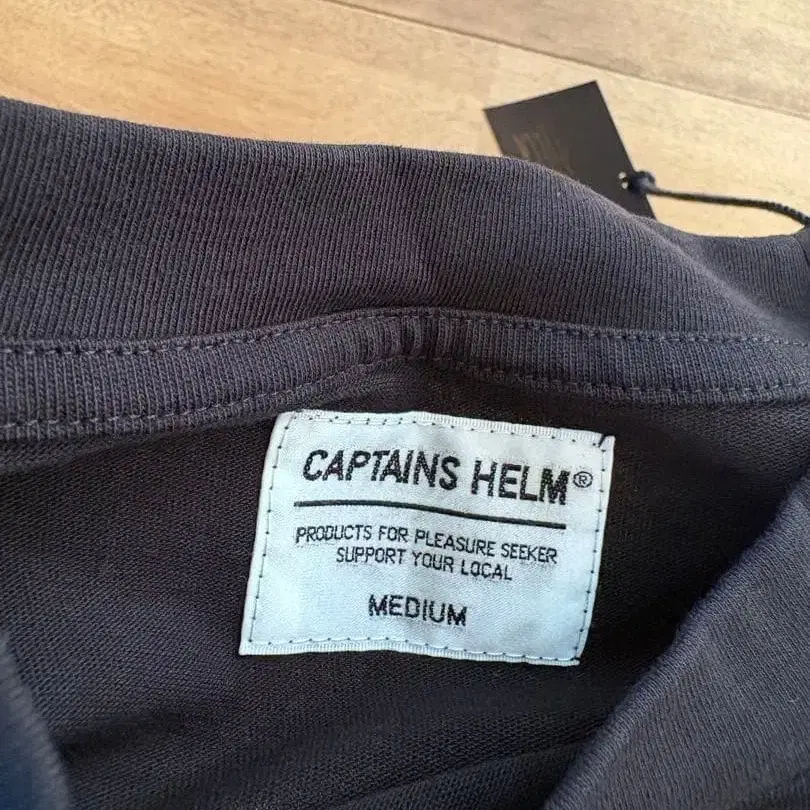 CAPTAINS HELM®
PRODUCTS FOR PLEASURE SEEKER
SUPPORT YOUR LOCAL
MEDIUM